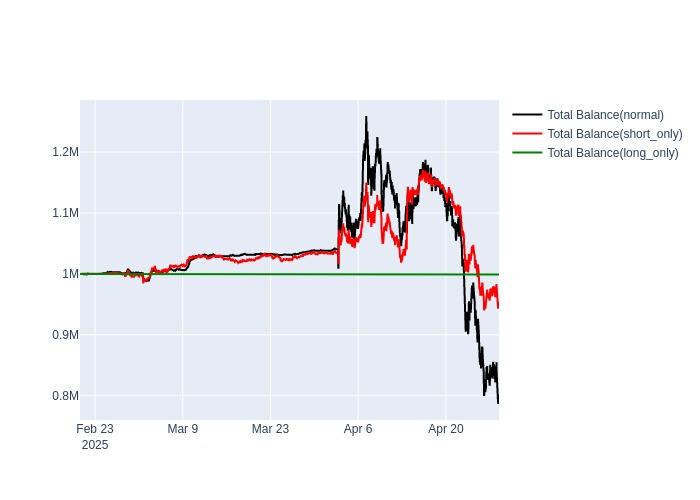 Total Balance(normal)
Total Balance(short_only)
Total Balance(long_only)
1.2M
1.1M
1M
0.9M
0.8M
Feb 23 Mar 9 Mar 23 Apr 6 Apr 20
2025